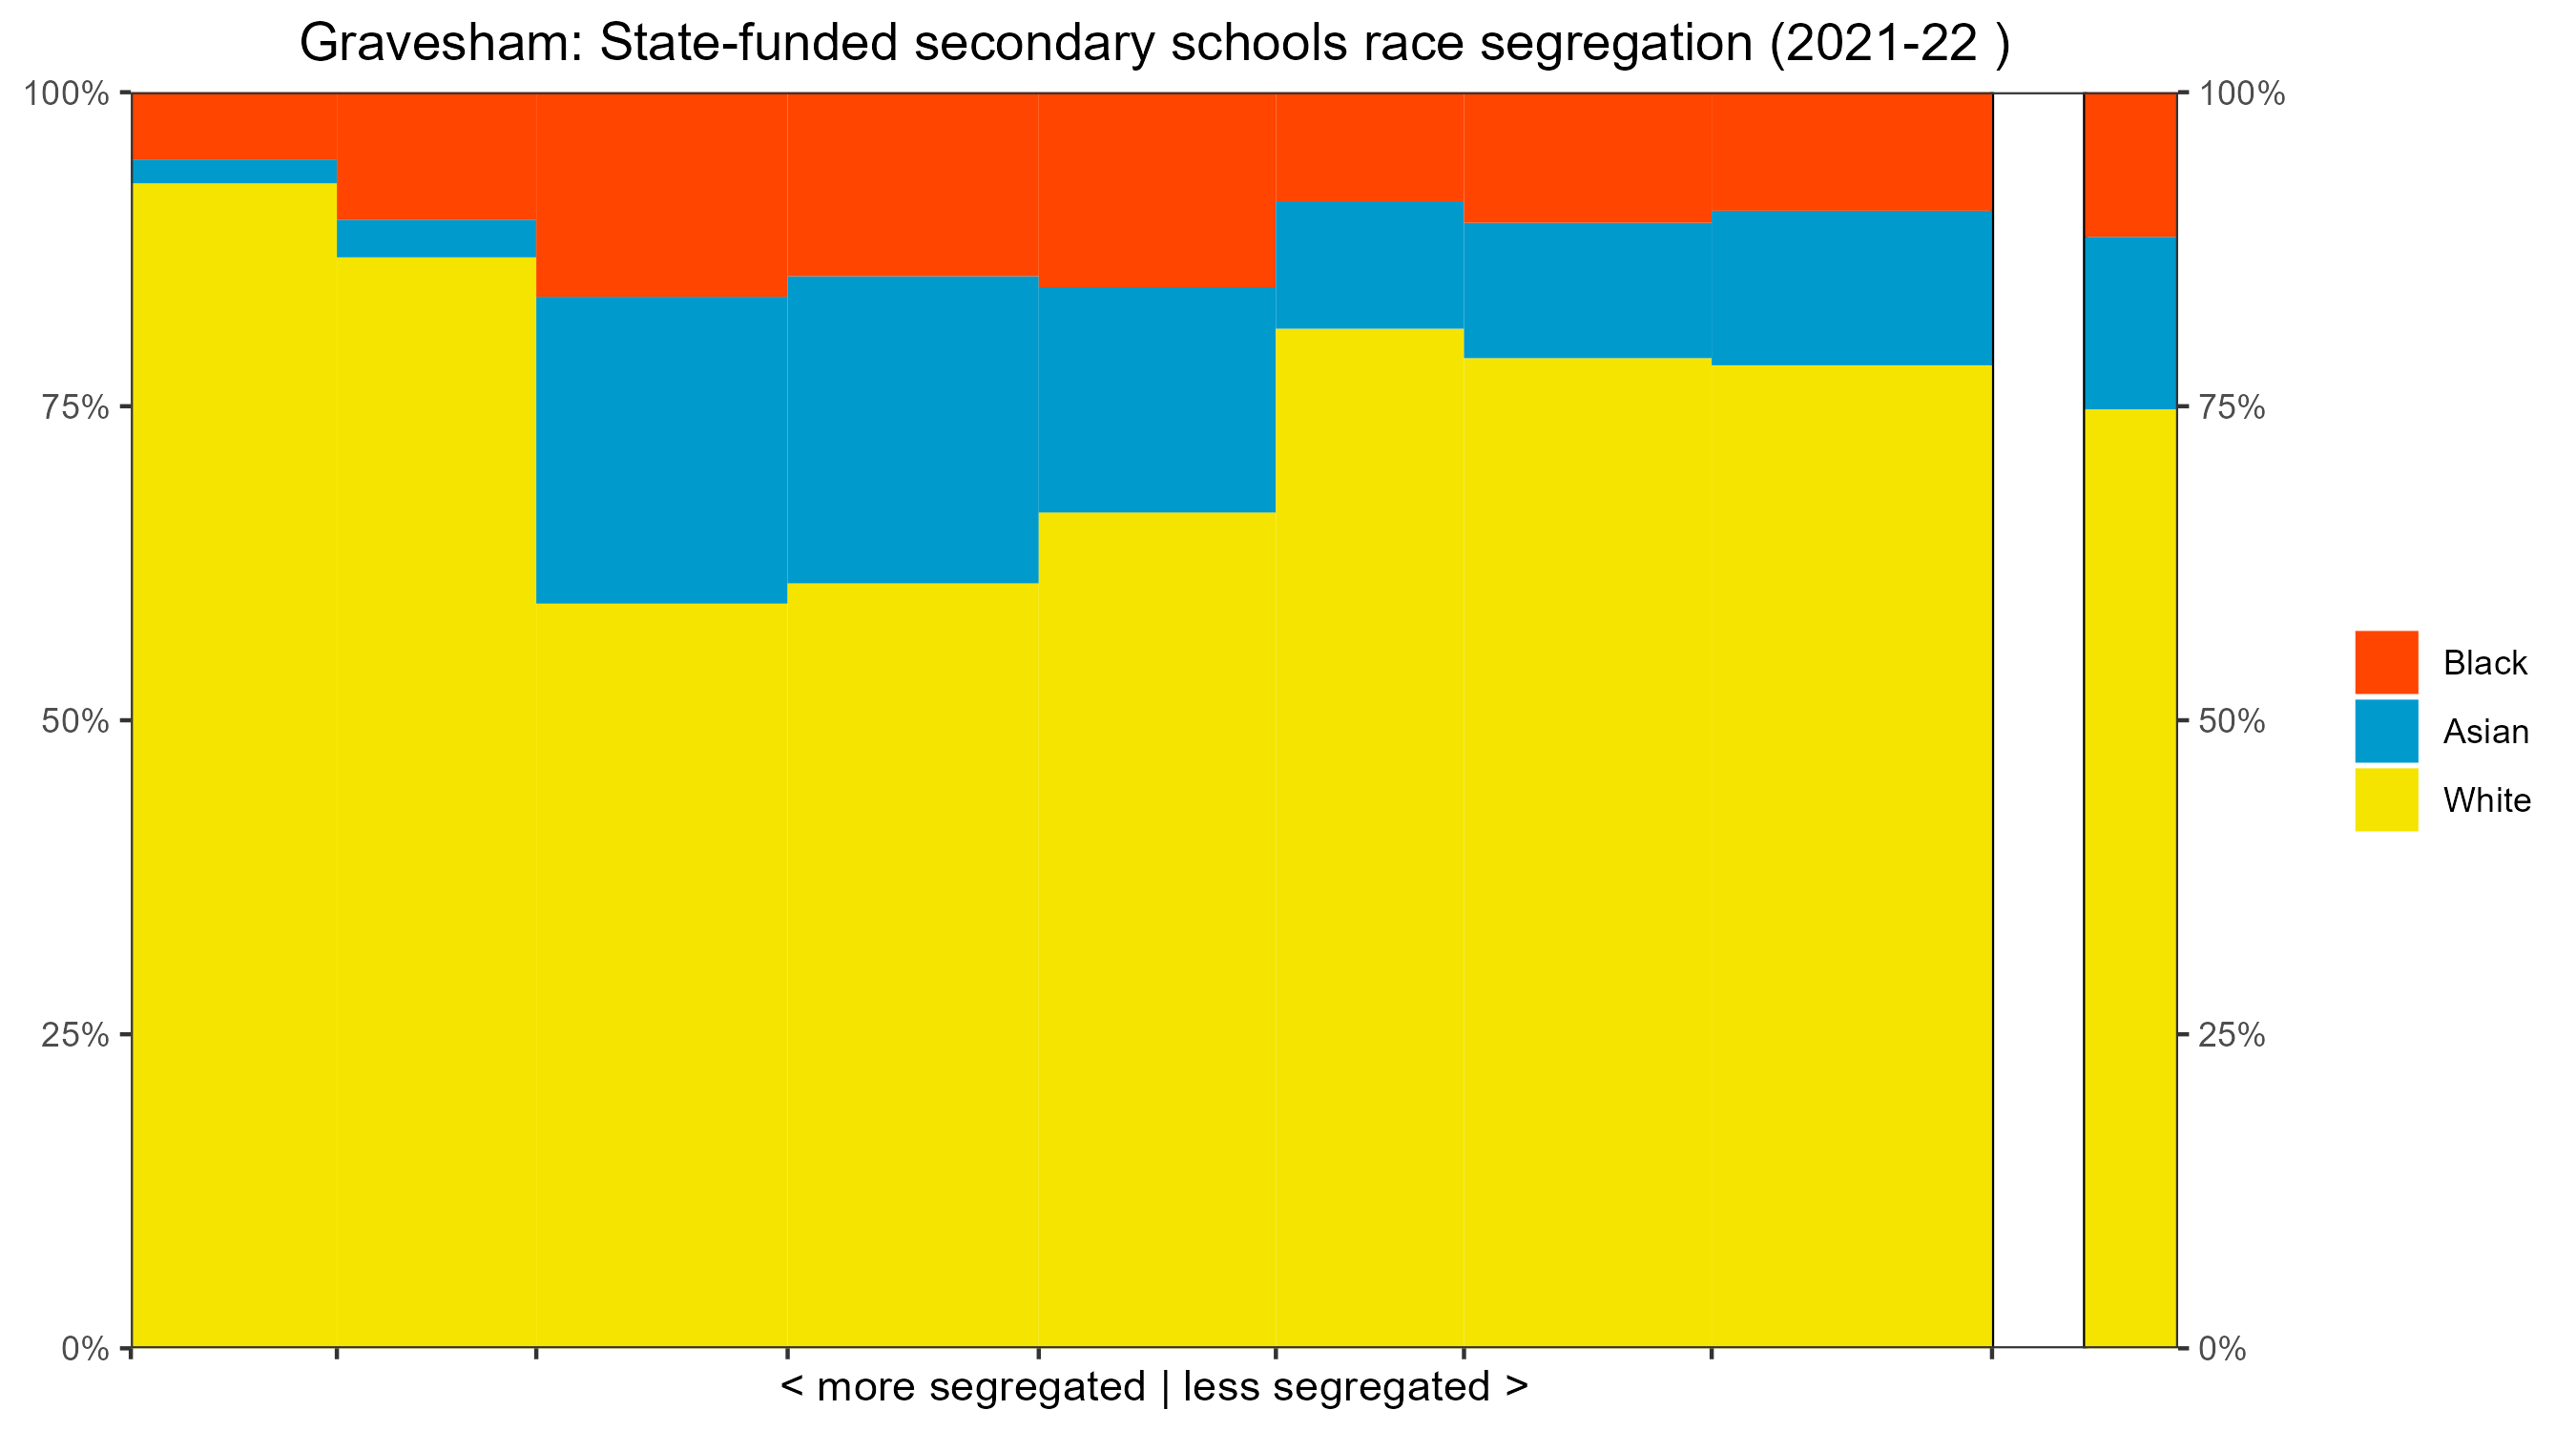 Gravesham: State-funded secondary schools race segregation (2021-22 )
100%
75%
50%
25%
0%
100%
75%
50%
25%
0%
Black
Asian
White
< more segregated | less segregated >